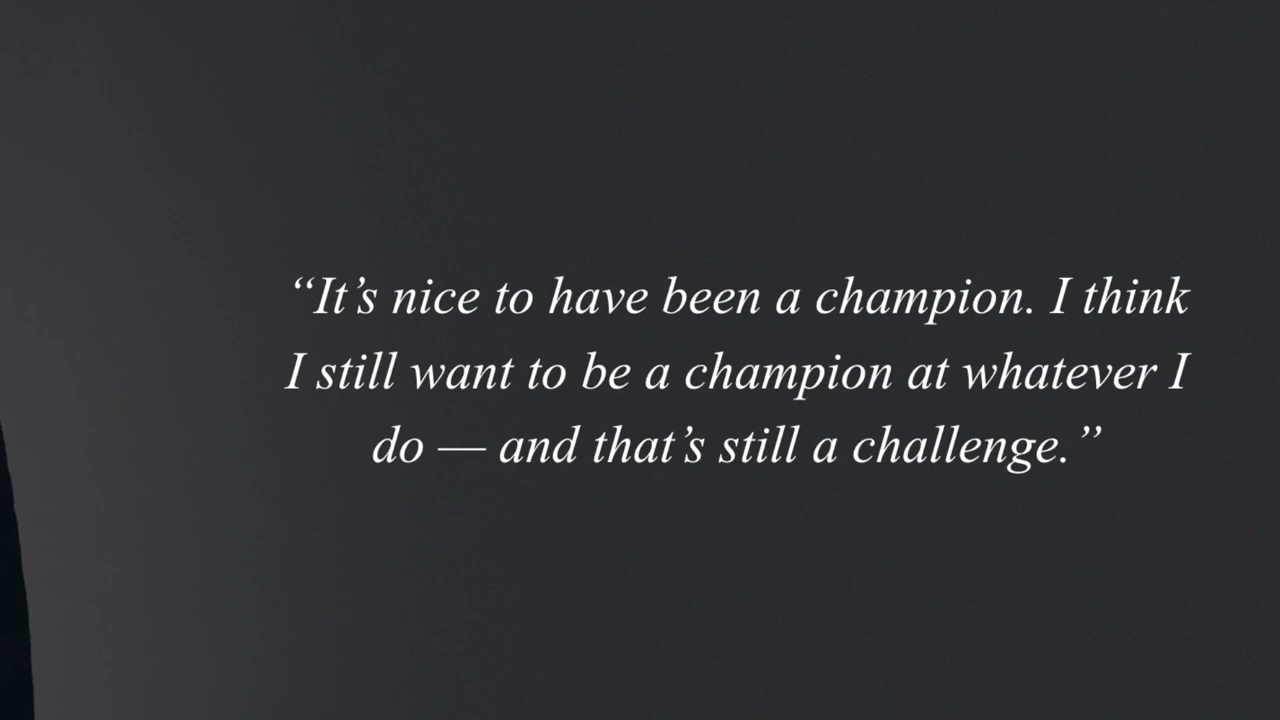 “It’s nice to have been a champion. I think
I still want to be a champion at whatever I
do — and that’s still a challenge.”